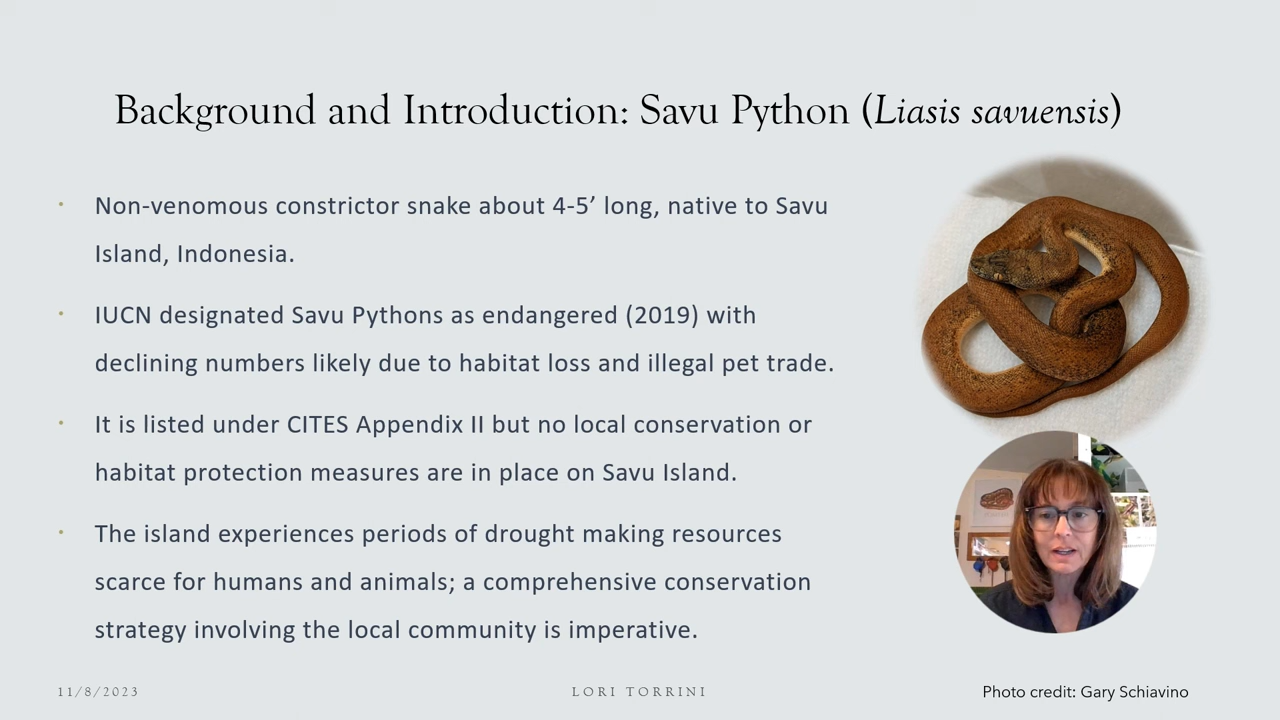 Background and Introduction: Savu Python (Liasis savuensis)
• Non-venomous constrictor snake about 4-5’ long, native to Savu
Island, Indonesia.
• IUCN designated Savu Pythons as endangered (2019) with
declining numbers likely due to habitat loss and illegal pet trade.
• It is listed under CITES Appendix II but no local conservation or
habitat protection measures are in place on Savu Island.
• The island experiences periods of drought making resources
scarce for humans and animals; a comprehensive conservation
strategy involving the local community is imperative.
11/8/2023
LORI TORRINI
Photo credit: Gary Schiavino